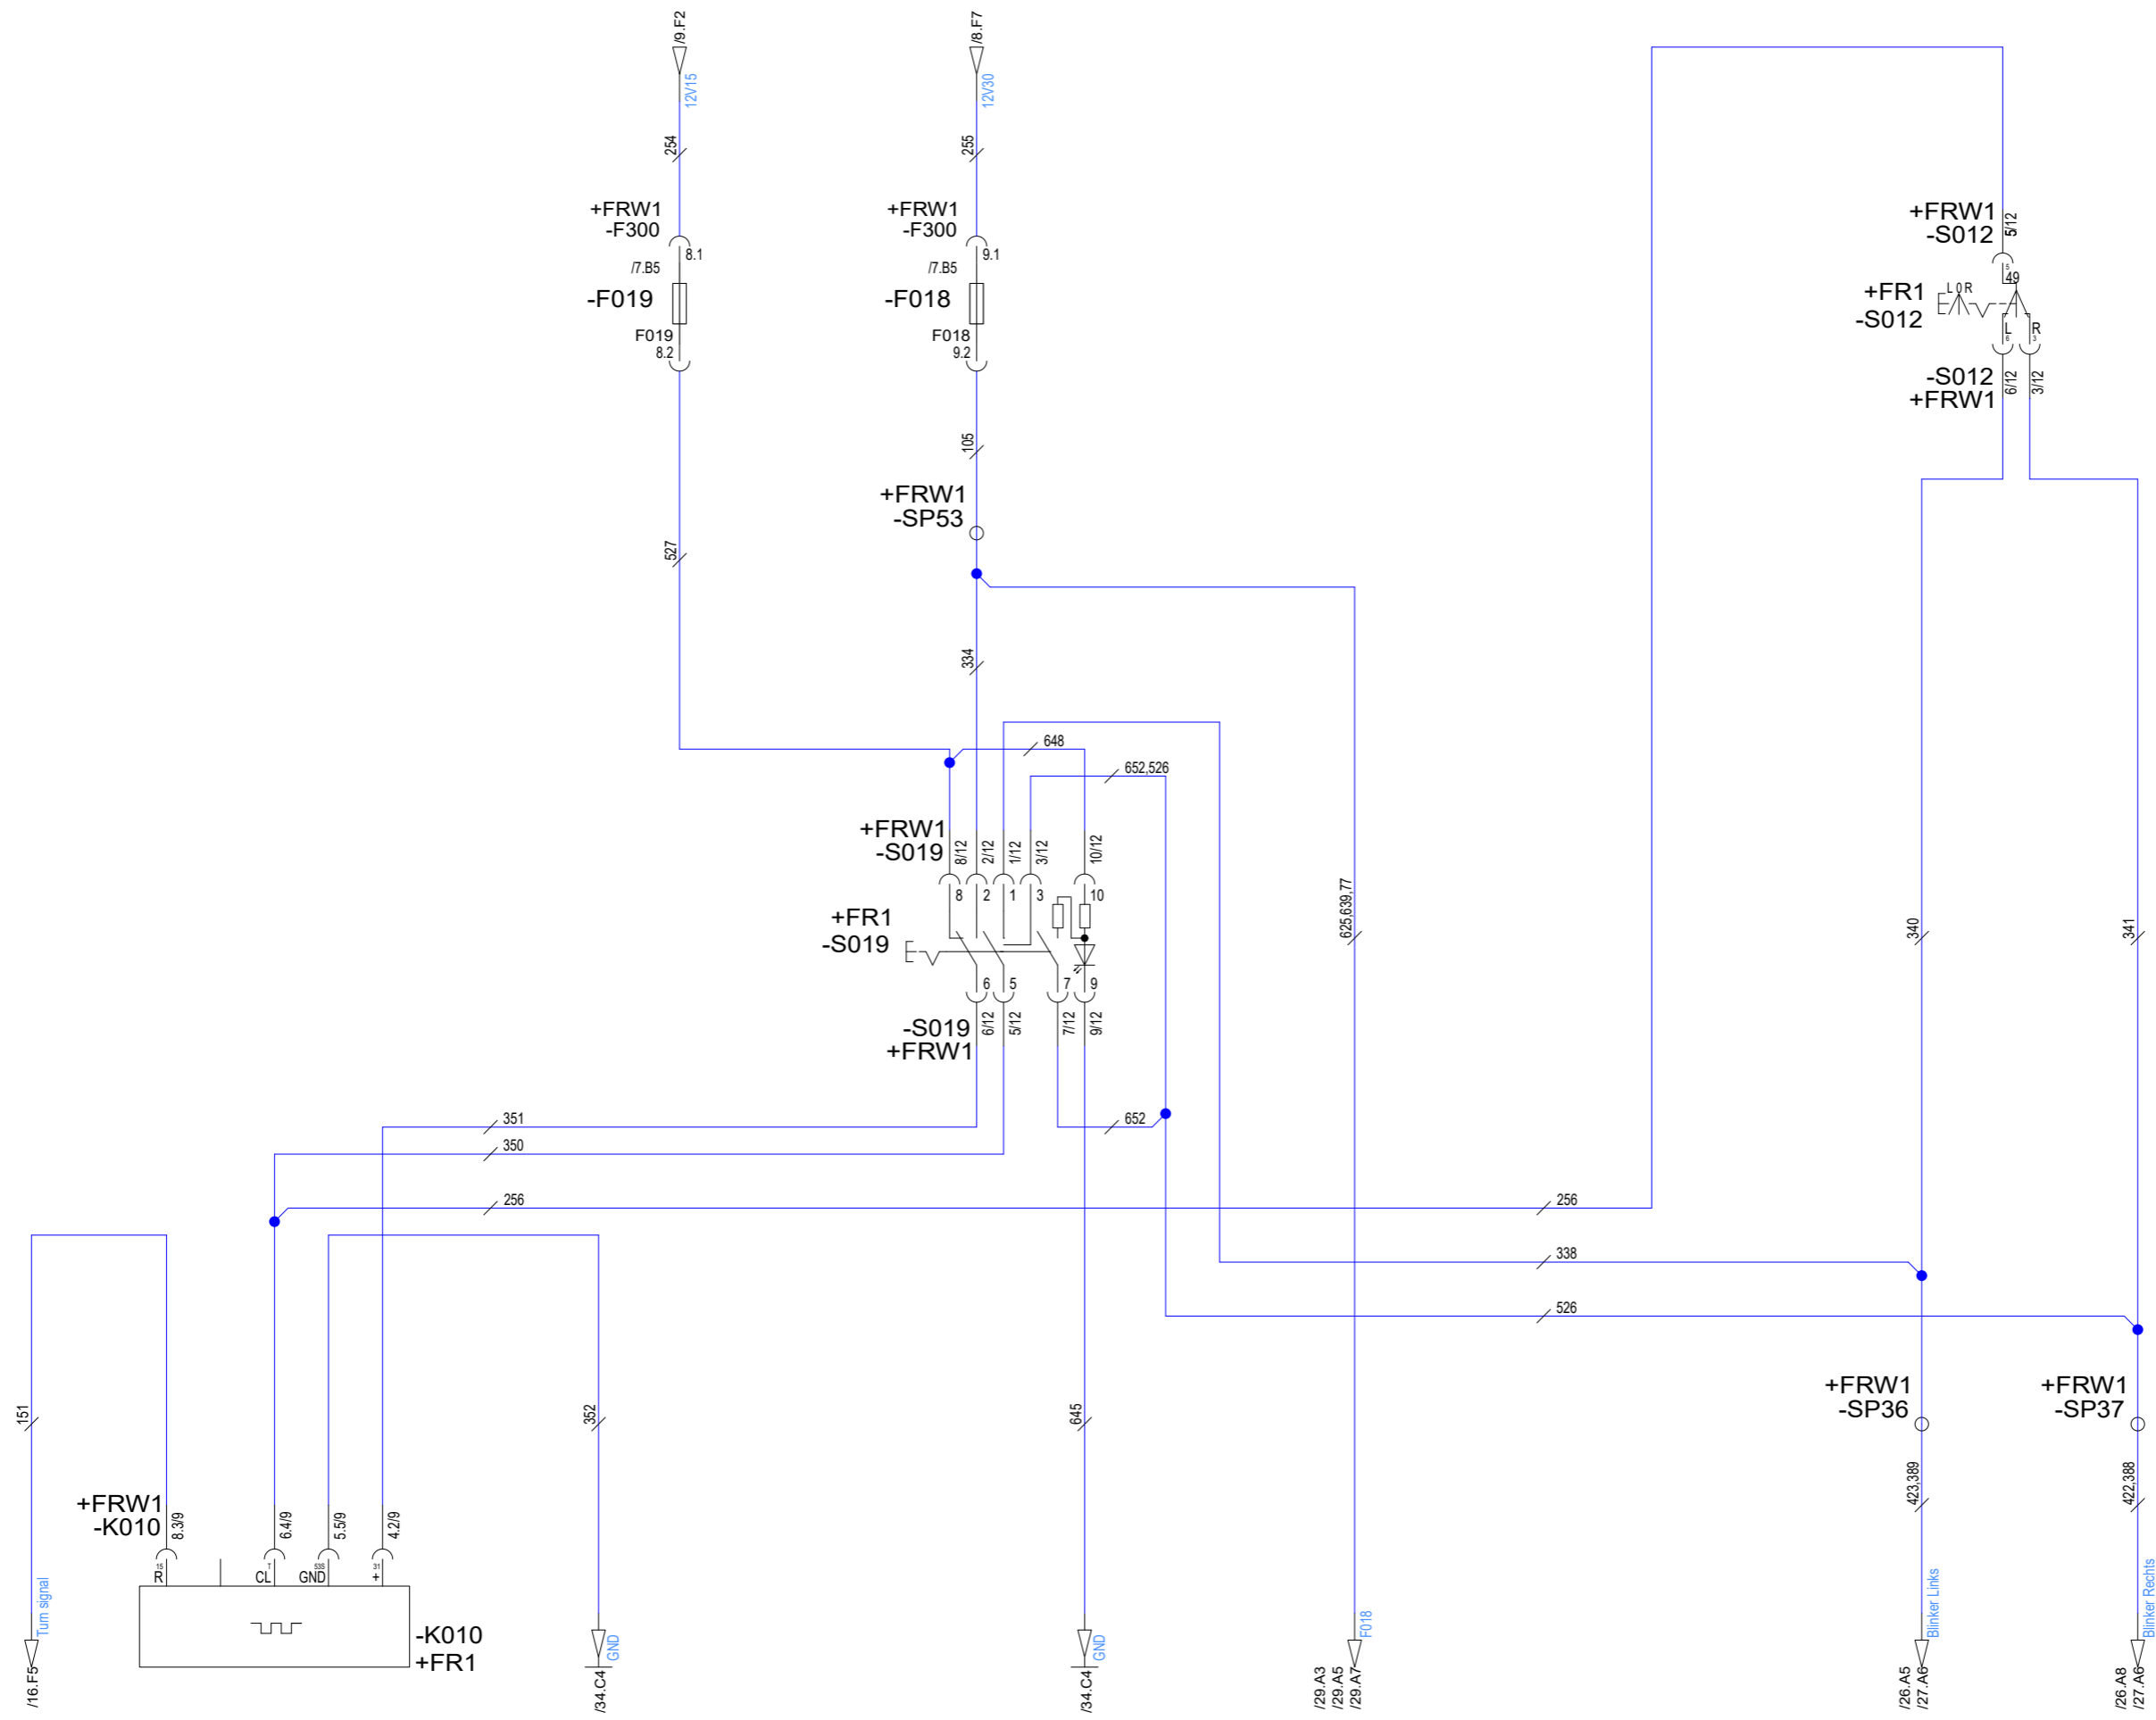 /9.F2
12V15
254
+FRW1
-F300
8.1
/7.B5
-F019
F019
8.2
527
/8.F7
12V30
255
+FRW1
-F300
9.1
/7.B5
-F018
F018
9.2
105
+FRW1
-SP53
334
+FRW1
-S012
5/12
5
49
+FR1
-S012
L 0 R
L
R
6
3
-S012
+FRW1
6/12
3/12
648
652,526
+FRW1
-S019
8/12
2/12
1/12
3/12
10/12
8
2
1
3
10
+FR1
-S019
6
5
7
9
-S019
+FRW1
6/12
5/12
7/12
9/12
625,639,77
340
341
351
350
652
256
256
338
526
151
352
645
+FRW1
-SP36
+FRW1
-SP37
423,389
422,388
+FRW1
-K010
8.3/9
6.4/9
5.5/9
4.2/9
15
R
T
CL
53S
GND
31
+
-K010
+FR1
Turn signal
/16.F5
GND
/34.C4
GND
/34.C4
F018
/29.A3
/29.A5
/29.A7
Blinker Links
/26.A5
/27.A6
Blinker Rechts
/26.A8
/27.A6